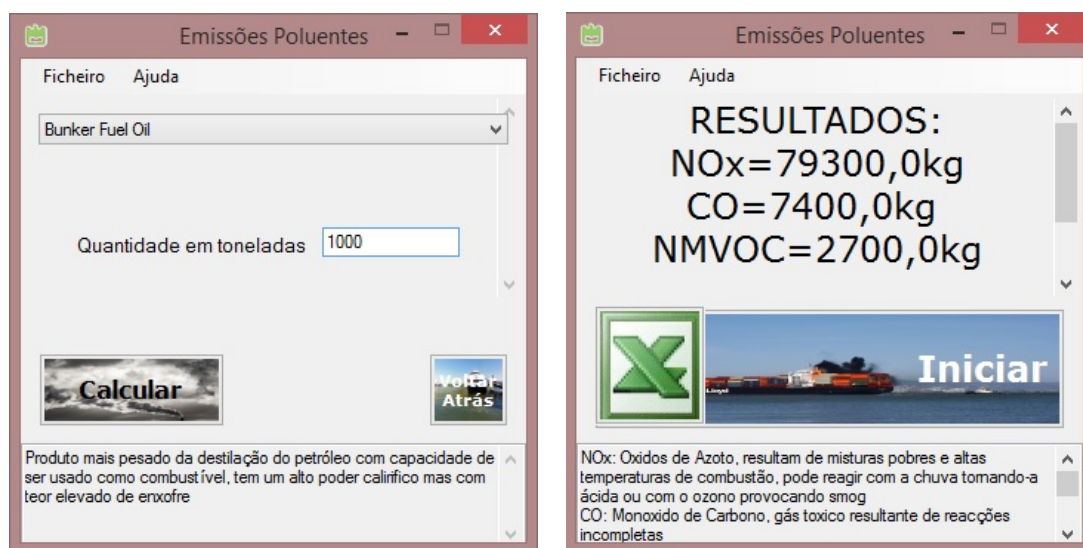 Emissões Poluentes
Ficheiro Ajuda
Bunker Fuel Oil
Quantidade em toneladas 1000
Calcular
Voltar
Atrás
Produto mais pesado da destilação do petróleo com capacidade de
ser usado como combustível, tem um alto poder calirifico mas com
teor elevado de enxofre
Emissões Poluentes
Ficheiro Ajuda
RESULTADOS:
NOx=79300,0kg
CO=7400,0kg
NMVOC=2700,0kg
Iniciar
NOx: Oxidos de Azoto, resultam de misturas pobres e altas
temperaturas de combustão, pode reagir com a chuva tornando-a
ácida ou com o ozono provocando smog
CO: Monoxido de Carbono, gás toxico resultante de reacções
incompletas